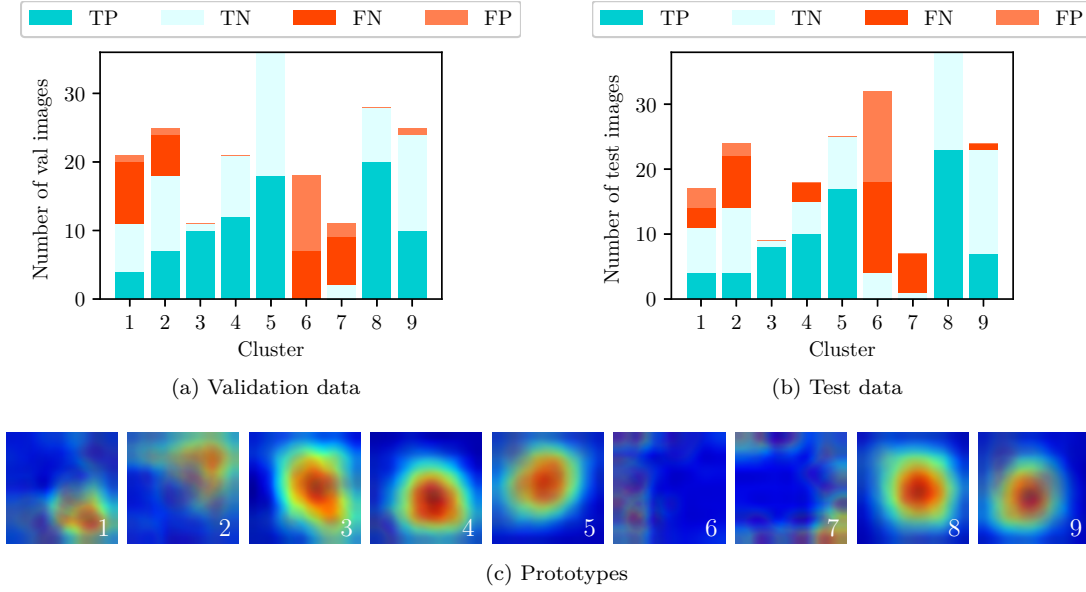 TP TN FN FP
Number of val images
30
20
10
0
1 2 3 4 5 6 7 8 9
Cluster
(a) Validation data
TP TN FN FP
Number of test images
30
20
10
0
1 2 3 4 5 6 7 8 9
Cluster
(b) Test data
1 2 3 4 5 6 7 8 9
(c) Prototypes